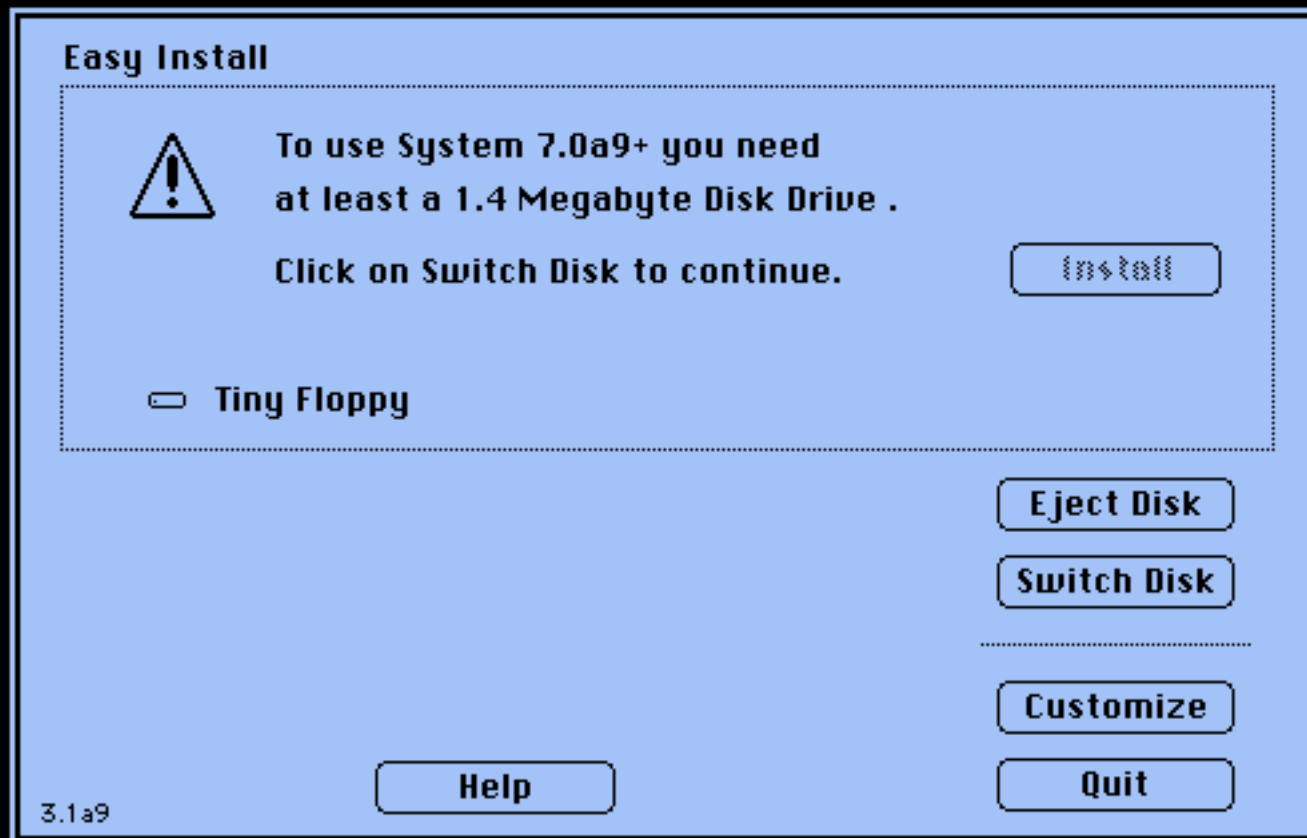 Easy Install
To use System 7.0a9+ you need
at least a 1.4 Megabyte Disk Drive .
Click on Switch Disk to continue.
Install
Tiny Floppy
Eject Disk
Switch Disk
Customize
Help
Quit
3.1a9